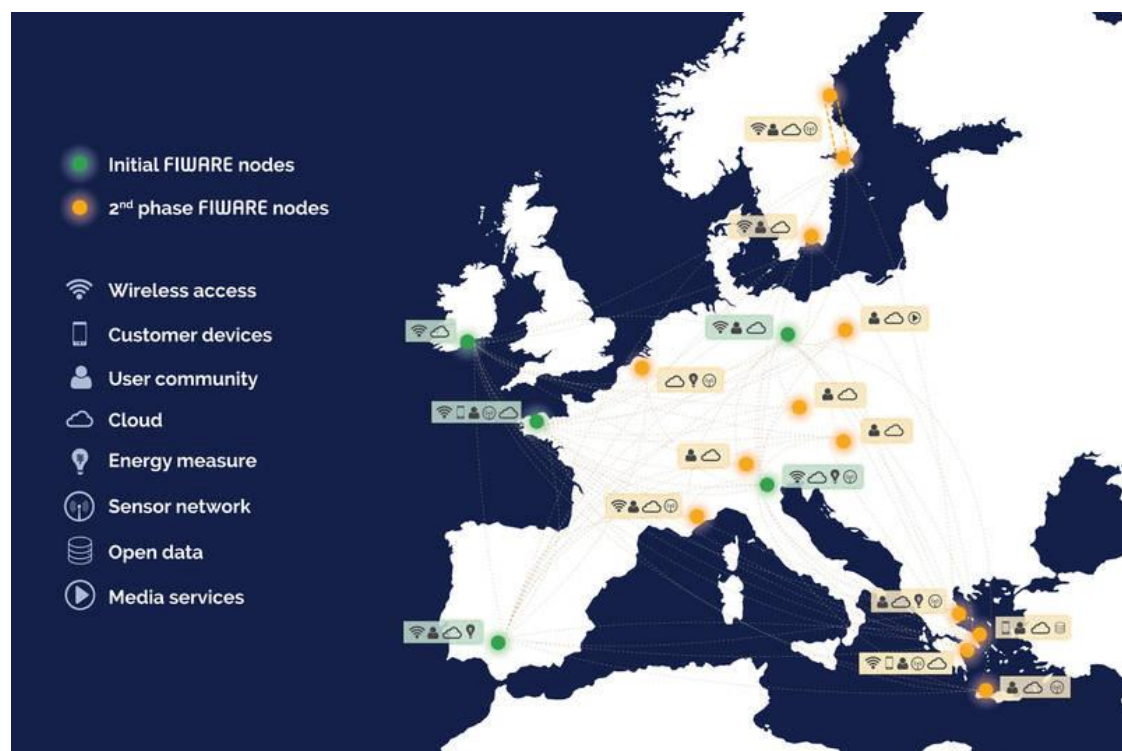 Initial FIWARE nodes
2nd phase FIWARE nodes
Wireless access
Customer devices
User community
Cloud
Energy measure
Sensor network
Open data
Media services